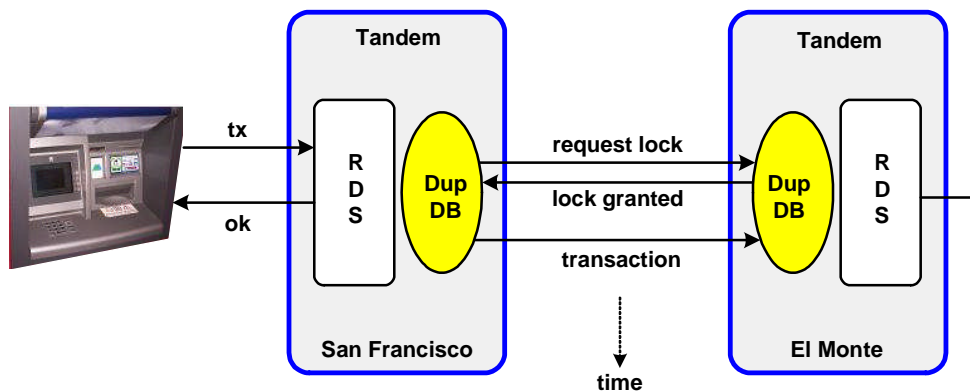 Tandem
Tandem
tx
ok
R
D
S
Dup
DB
request lock
lock granted
transaction
Dup
DB
R
D
S
San Francisco
El Monte
time